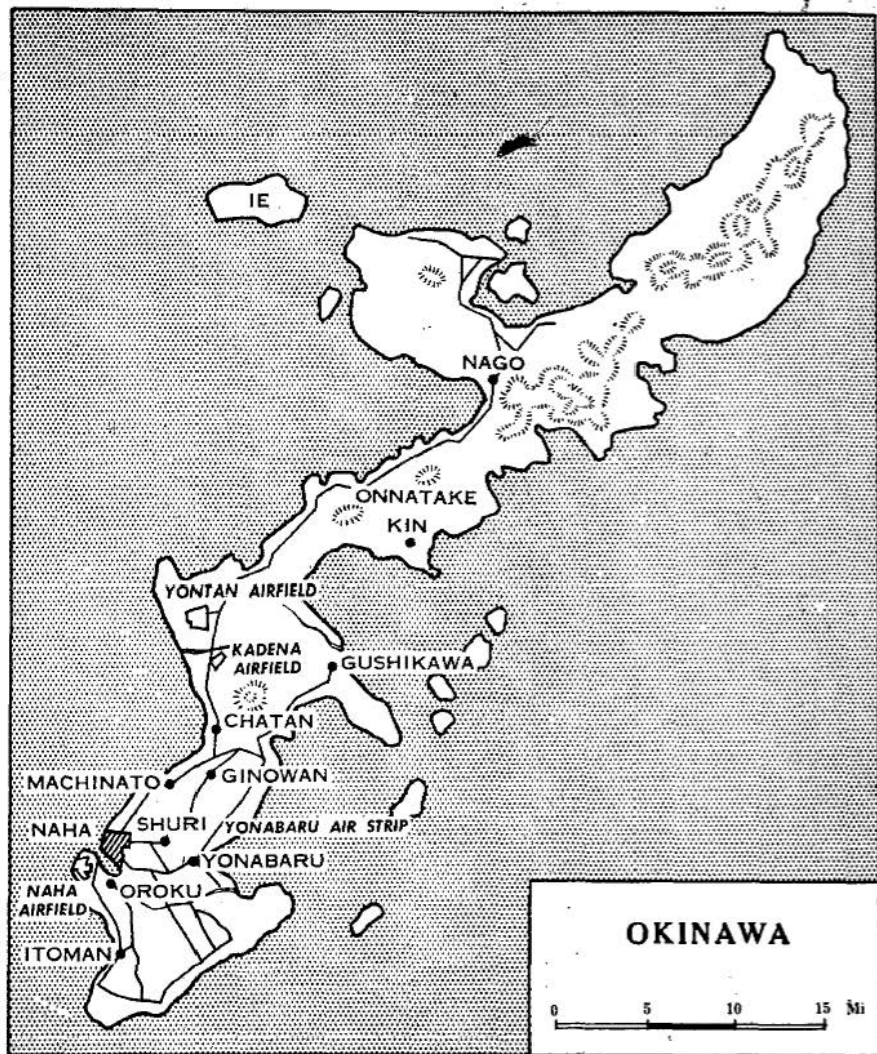 IE
NAGO
ONNATAKE
KIN
YONTAN AIRFIELD
KADENA
AIRFIELD
GUSHIKAWA
CHATAN
MACHINATO
GINOWAN
NAHA
SHURI
YONABARU AIR STRIP
YONABARU
NAHA
AIRFIELD
OROKU
ITOMAN
OKINAWA
0 5 10 15 Mi